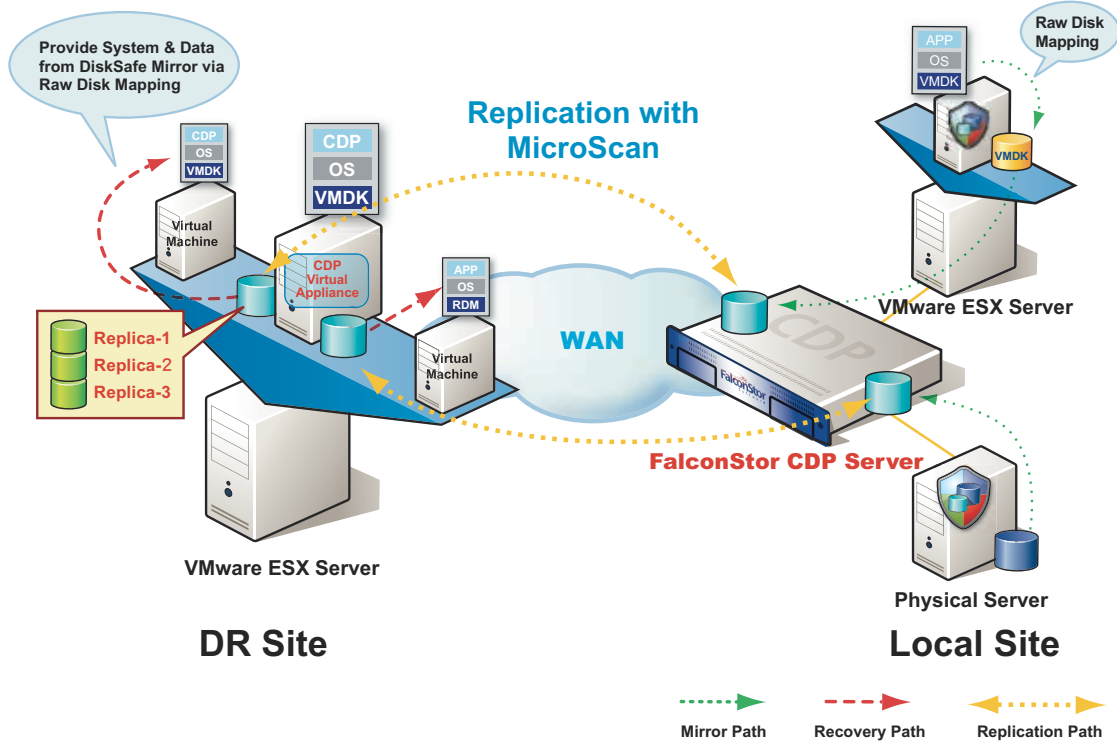 Provide System & Data
from DiskSafe Mirror via
Raw Disk Mapping
CDP
OS
VMDK
Virtual
Machine
CDP
OS
VMDK
CDP
Virtual
Appliance
Replica-1
Replica-2
Replica-3
APP
OS
RDM
Virtual
Machine
VMware ESX Server
DR Site
Replication with
MicroScan
WAN
APP
OS
VMDK
Raw Disk
Mapping
VMDK
VMware ESX Server
CDP
FalconStor
FalconStor CDP Server
Physical Server
Local Site
Mirror Path
Recovery Path
Replication Path